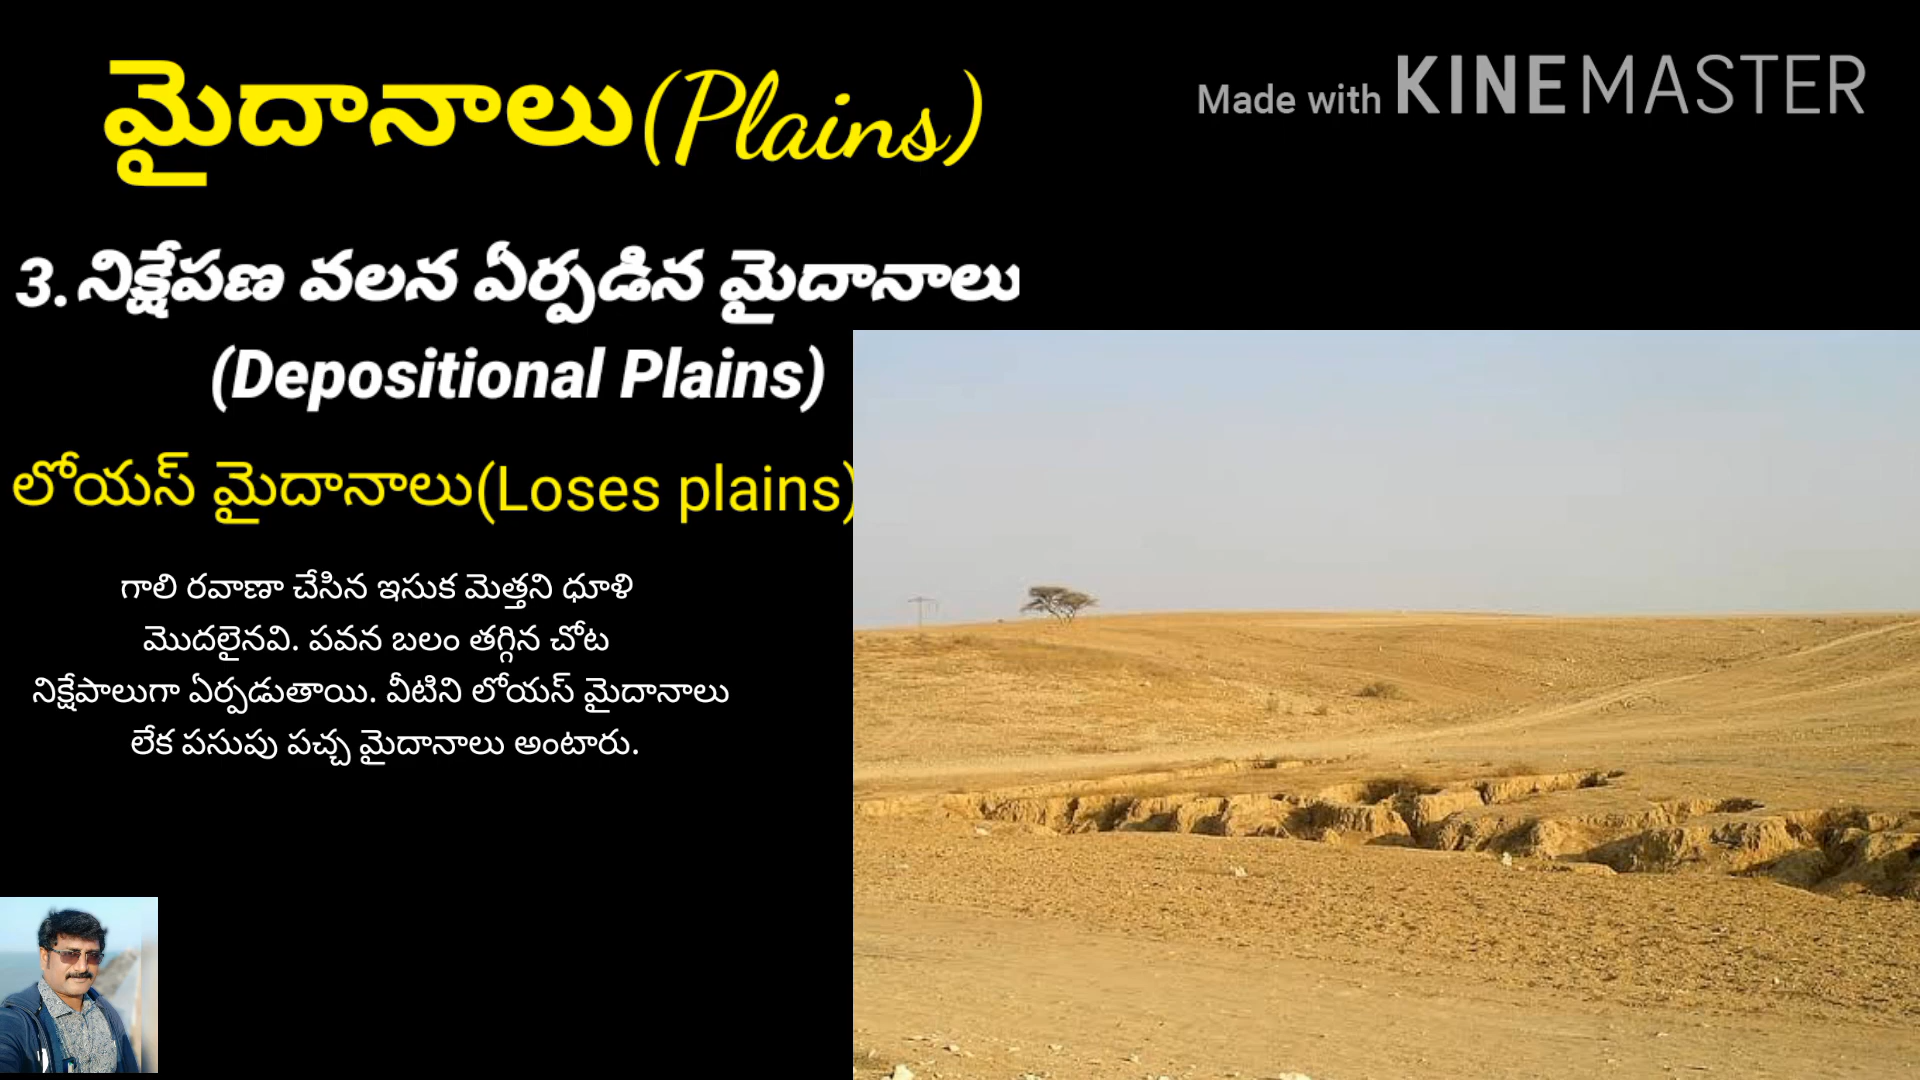 మైదానాలు(Plains)
Made with KINEMASTER
3.నిక్షేపణ వలన ఏర్పడిన మైదానాలు
(Depositional Plains)
లోయస్ మైదానాలు(Loses plains)
గాలి రవాణా చేసిన ఇసుక మెత్తని ధూళి
మొదలైనవి. పవన బలం తగ్గిన చోట
నిక్షేపాలుగా ఏర్పడుతాయి. వీటిని లోయస్ మైదానాలు
లేక పసుపు పచ్చ మైదానాలు అంటారు.